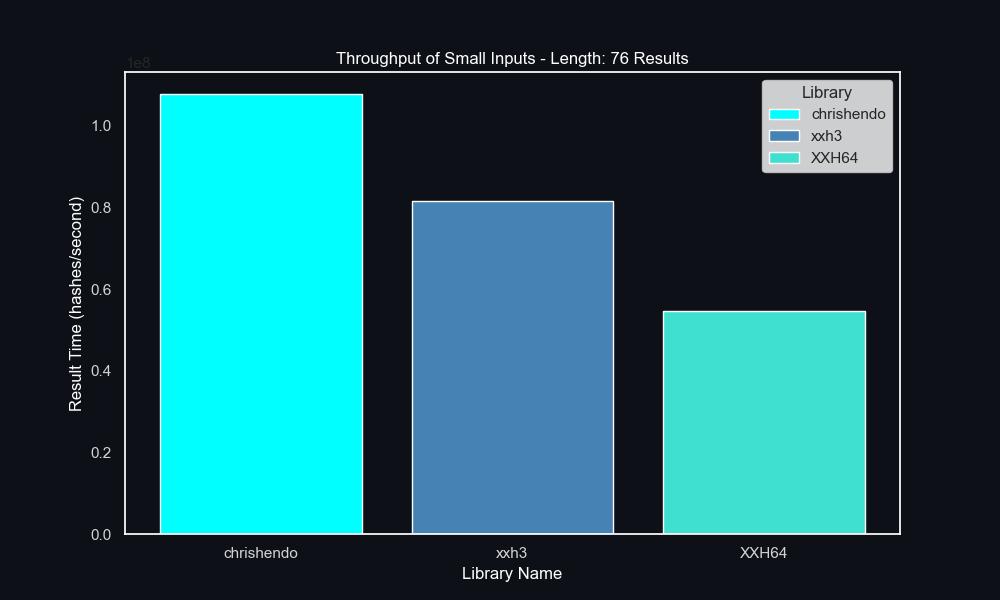 Throughput of Small Inputs - Length: 76 Results
1e8
Library
chrishendo
xxh3
XXH64
1.0
0.8
0.6
0.4
0.2
0.0
Result Time (hashes/second)
chrishendo
xxh3
XXH64
Library Name